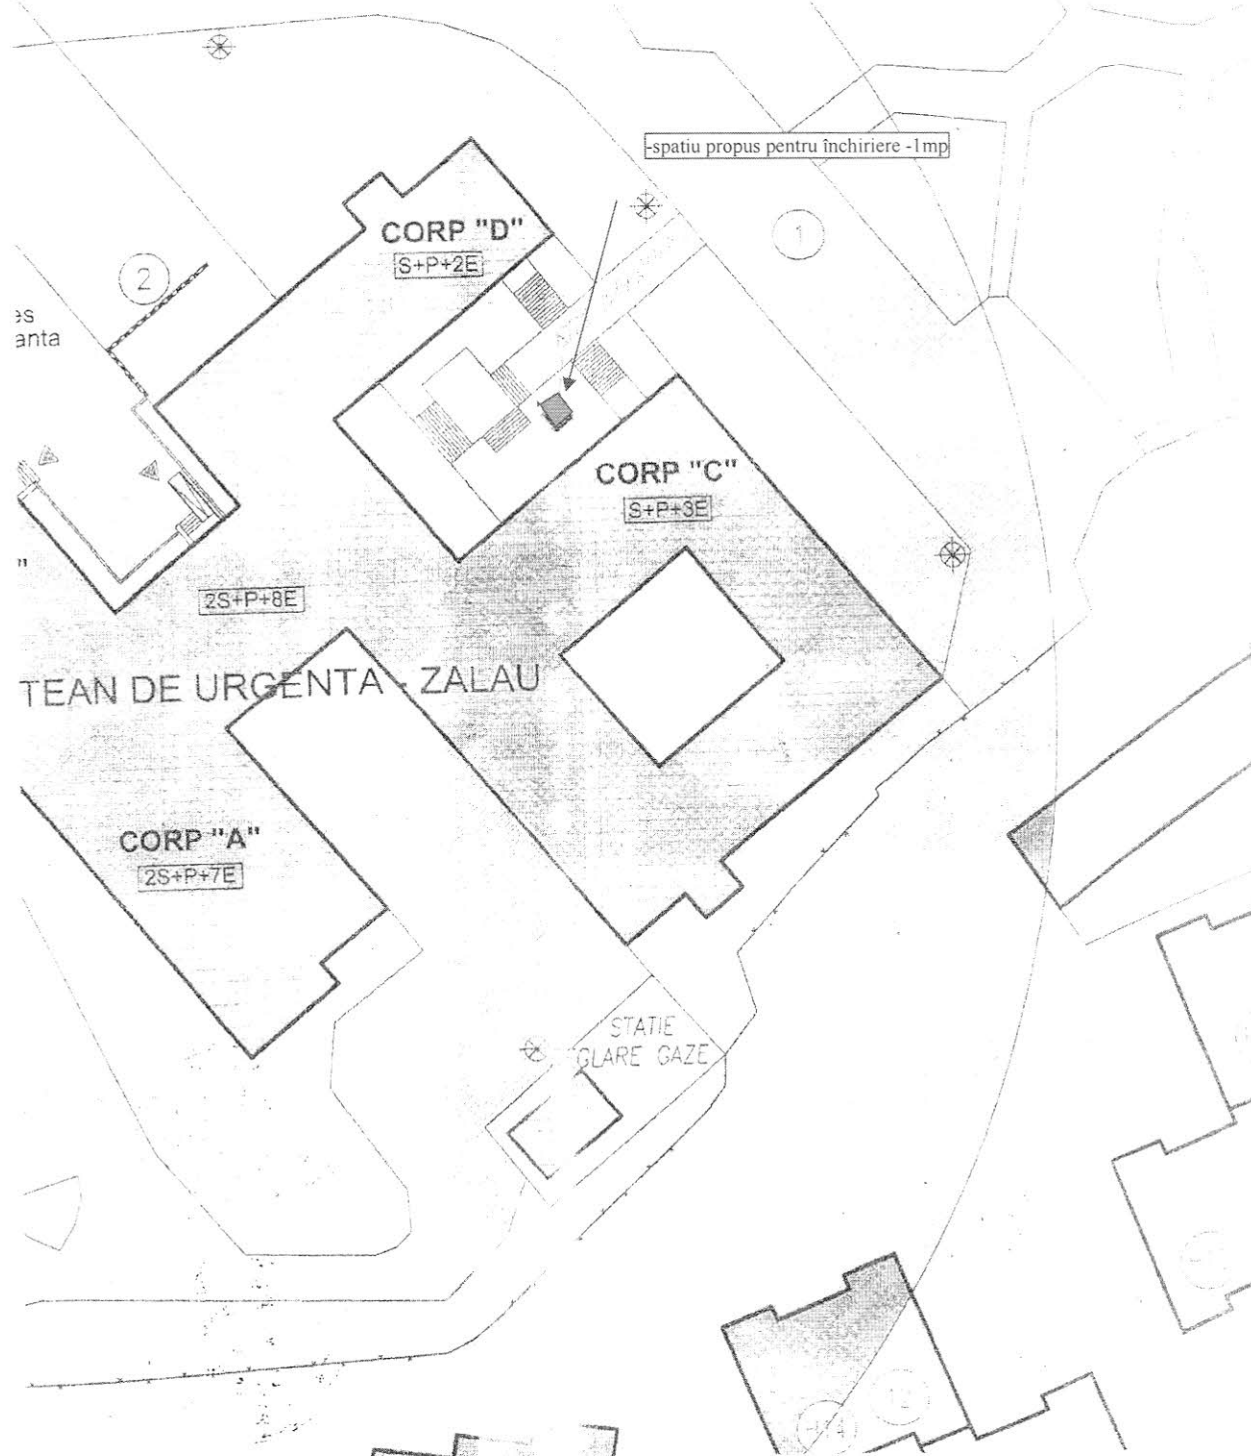 -spatiu propus pentru închiriere -1mp
CORP "D"
S+P+2E
1
2
es
anta
CORP "C"
S+P+3E
"
2S+P+8E
TEAN DE URGENTA - ZALAU
CORP "A"
2S+P+7E
STATIE
GLARE GAZE